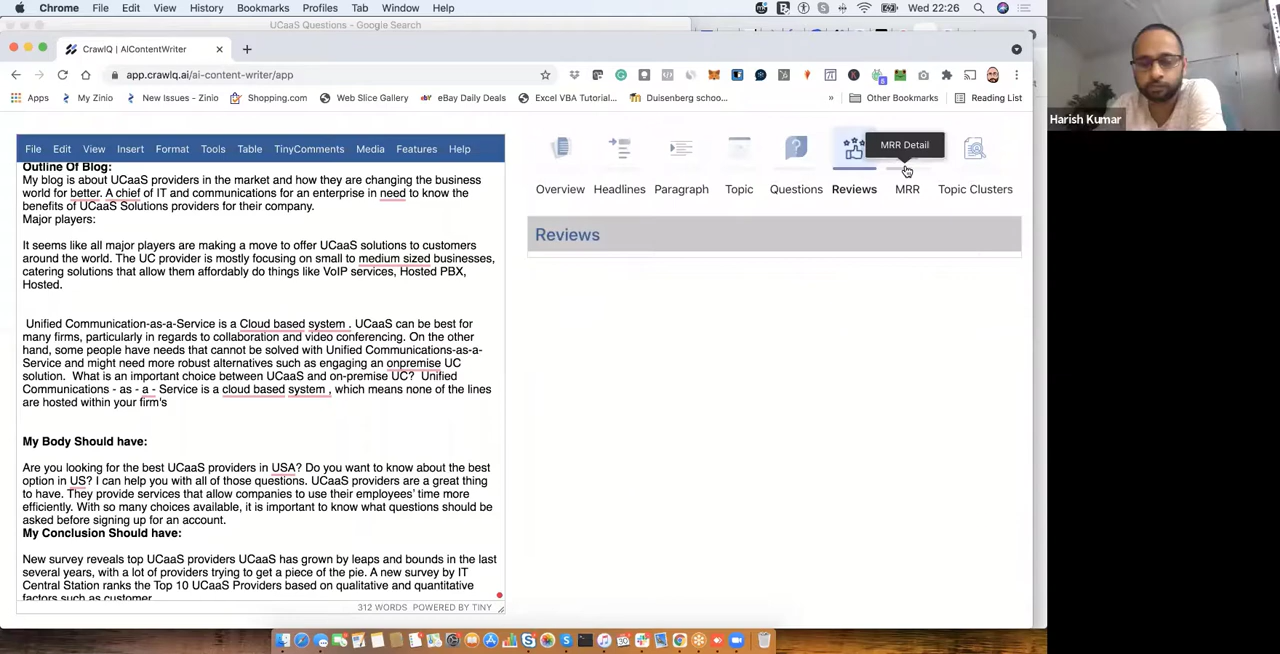 Chrome File Edit View History Bookmarks Profiles Tab Window Help Wed 22:26
UCaaS Questions - Google Search
CrawlQ | AIContentWriter
app.crawlq.ai/ai-content-writer/app
Apps My Zinio New Issues - Zinio Shopping.com Web Slice Gallery eBay Daily Deals Excel VBA Tutorial... Duisenberg schoo... » Other Bookmarks Reading List
Harish Kumar
File Edit View Insert Format Tools Table TinyComments Media Features Help
MRR Detail
Overview Headlines Paragraph Topic Questions Reviews MRR Topic Clusters
Reviews
Outline Of Blog:
My blog is about UCaaS providers in the market and how they are changing the business
world for better. A chief of IT and communications for an enterprise in need to know the
benefits of UCaaS Solutions providers for their company.
Major players:
It seems like all major players are making a move to offer UCaaS solutions to customers
around the world. The UC provider is mostly focusing on small to medium sized businesses,
catering solutions that allow them affordably do things like VoIP services, Hosted PBX,
Hosted.
Unified Communication-as-a-Service is a Cloud based system . UCaaS can be best for
many firms, particularly in regards to collaboration and video conferencing. On the other
hand, some people have needs that cannot be solved with Unified Communications-as-a-
Service and might need more robust alternatives such as engaging an onpremise UC
solution. What is an important choice between UCaaS and on-premise UC? Unified
Communications - as - a - Service is a cloud based system , which means none of the lines
are hosted within your firm's
My Body Should have:
Are you looking for the best UCaaS providers in USA? Do you want to know about the best
option in US? I can help you with all of those questions. UCaaS providers are a great thing
to have. They provide services that allow companies to use their employees' time more
efficiently. With so many choices available, it is important to know what questions should be
asked before signing up for an account.
My Conclusion Should have:
New survey reveals top UCaaS providers UCaaS has grown by leaps and bounds in the last
several years, with a lot of providers trying to get a piece of the pie. A new survey by IT
Central Station ranks the Top 10 UCaaS Providers based on qualitative and quantitative
factors such as customer
312 WORDS POWERED BY TINY